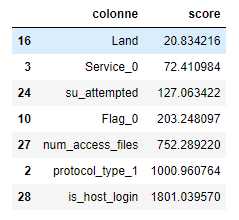 colonne score
16 Land 20.834216
3 Service_0 72.410984
24 su_attempted 127.063422
10 Flag_0 203.248097
27 num_access_files 752.289220
2 protocol_type_1 1000.960764
28 is_host_login 1801.039570